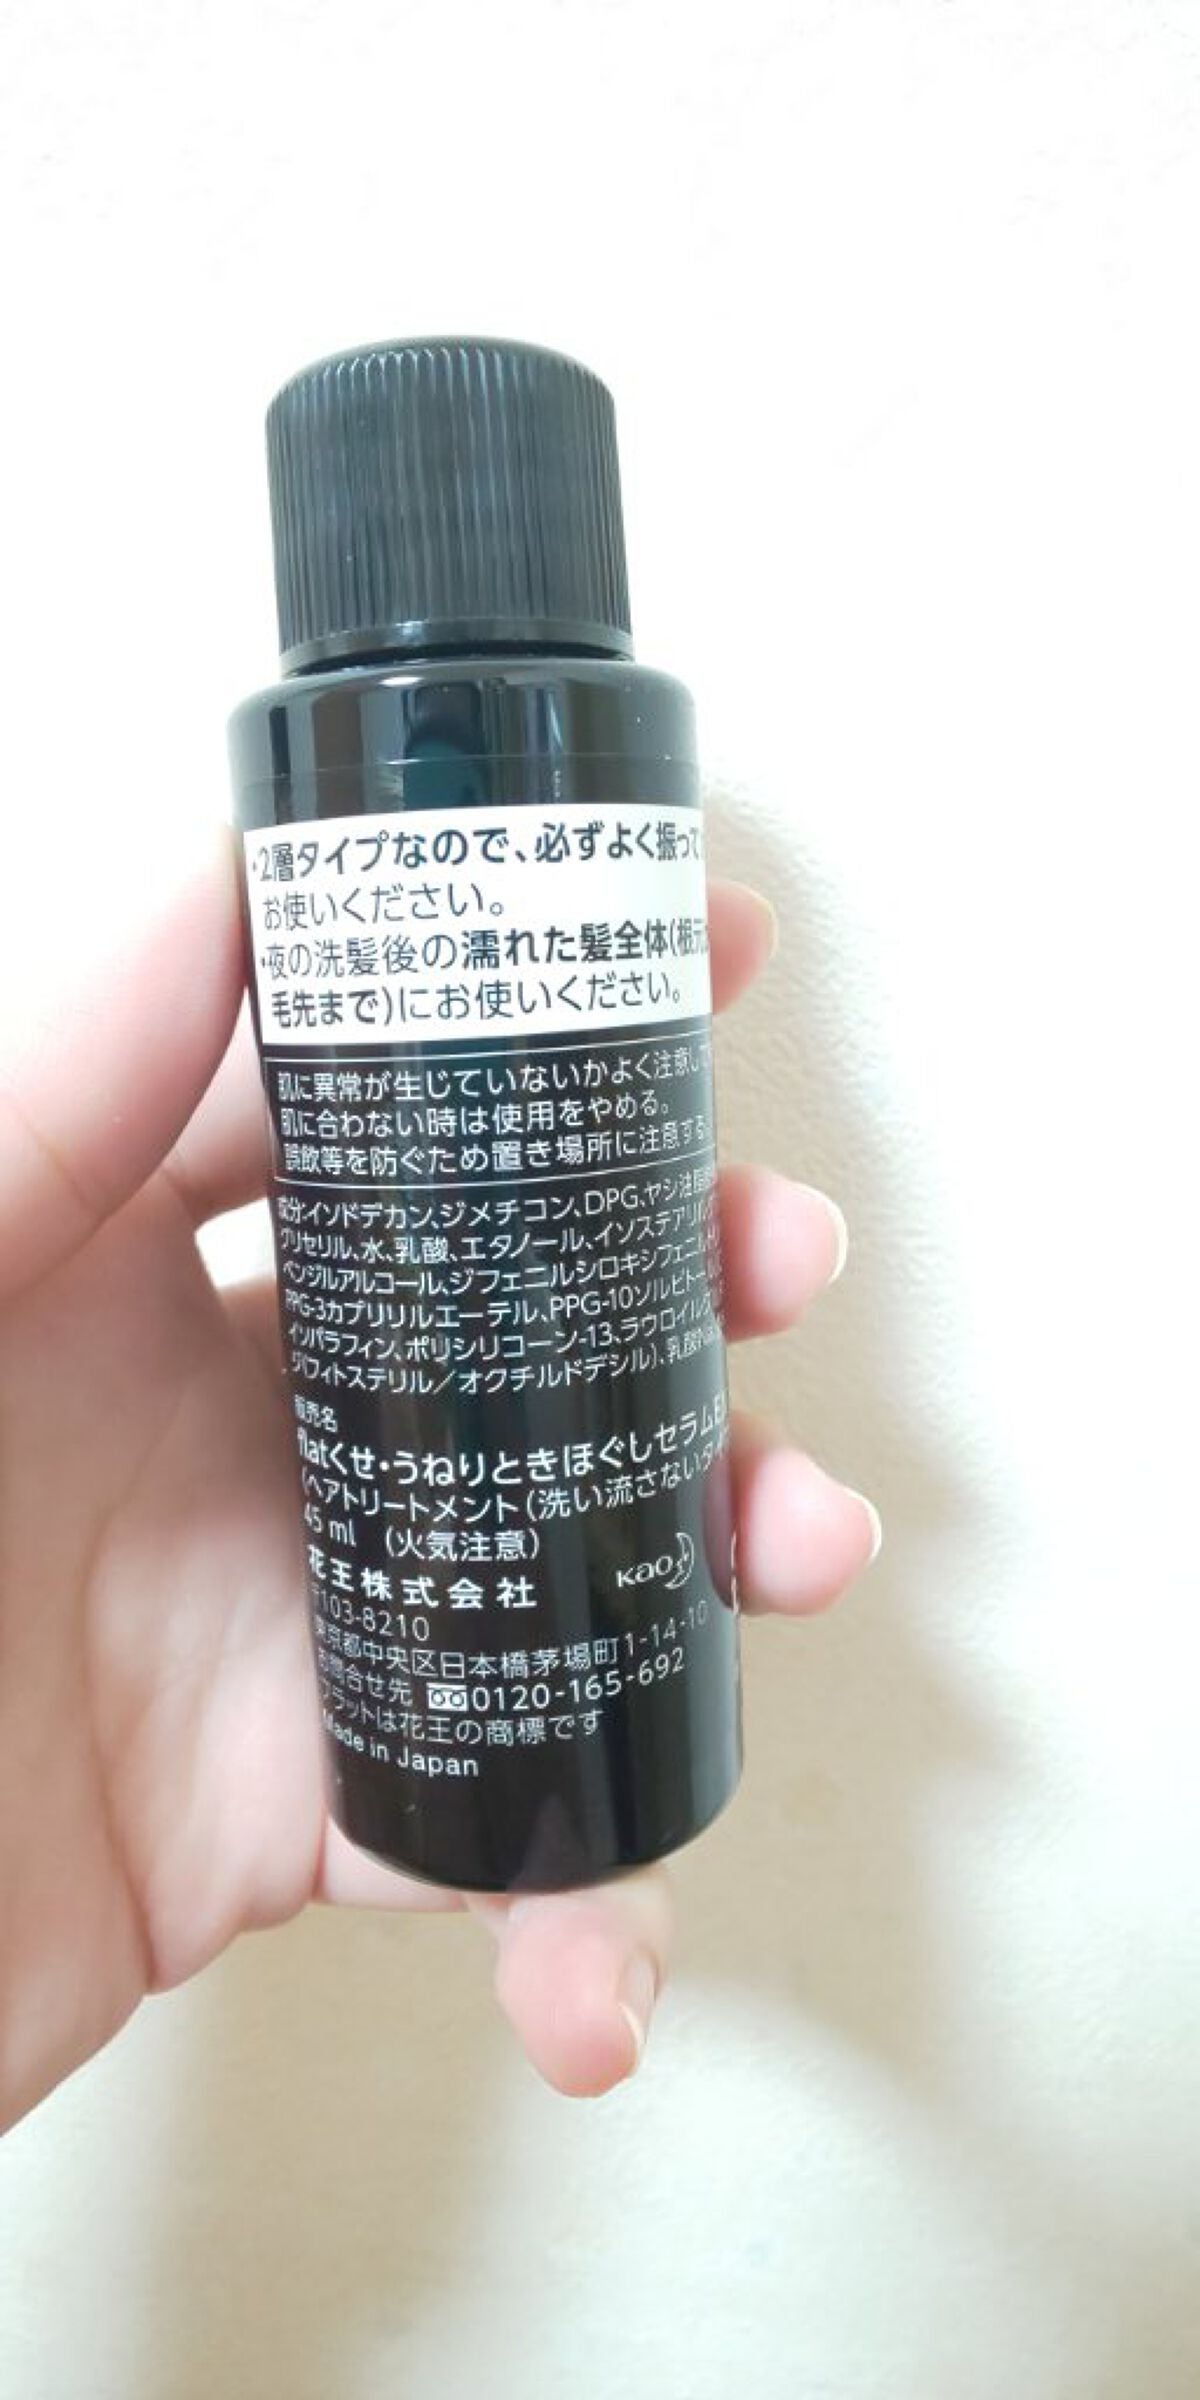 ・2層タイプなので、必ずよく振って
お使いください。
・夜の洗髪後の濡れた髪全体(根元
毛先まで)にお使いください。
肌に異常が生じていないかよく注意して
肌に合わない時は使用をやめる。
誤飲等を防ぐため置き場所に注意する
成分:イソドデカン、ジメチコン、DPG、ヤシ油脂肪
グリセリル、水、乳酸、エタノール、イソステアリル
ベンジルアルコール、ジフェニルシロキシフェニル
PPG-3カプリリルエーテル、PPG-10ソルビトール
イソパラフィン、ポリシリコーン-13、ラウロイル
ジ(フィトステリル/オクチルドデシル)、乳酸
販売名
flatくせ・うねりときほぐしセラムE
〈ヘアトリートメント(洗い流さないタイ
45 ml (火気注意)
花王株式会社
kao
〒103-8210
東京都中央区日本橋茅場町1-14-10
お問合せ先 0120-165-692
フラットは花王の商標です
Made in Japan